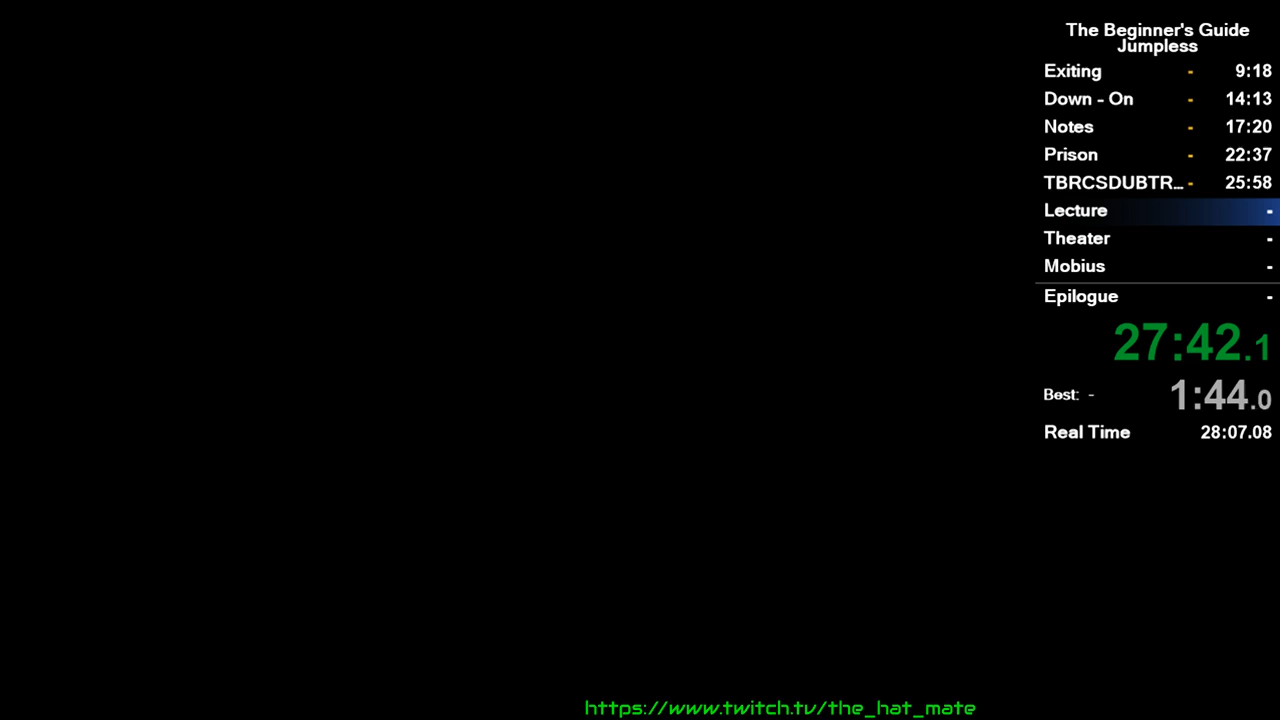 The Beginner's Guide
Jumpless
Exiting - 9:18
Down - On - 14:13
Notes - 17:20
Prison - 22:37
TBRCSDUBTR... - 25:58
Lecture -
Theater -
Mobius -
Epilogue -
27:42.1
Best: - 1:44.0
Real Time 28:07.08
https://www.twitch.tv/the_hat_mate